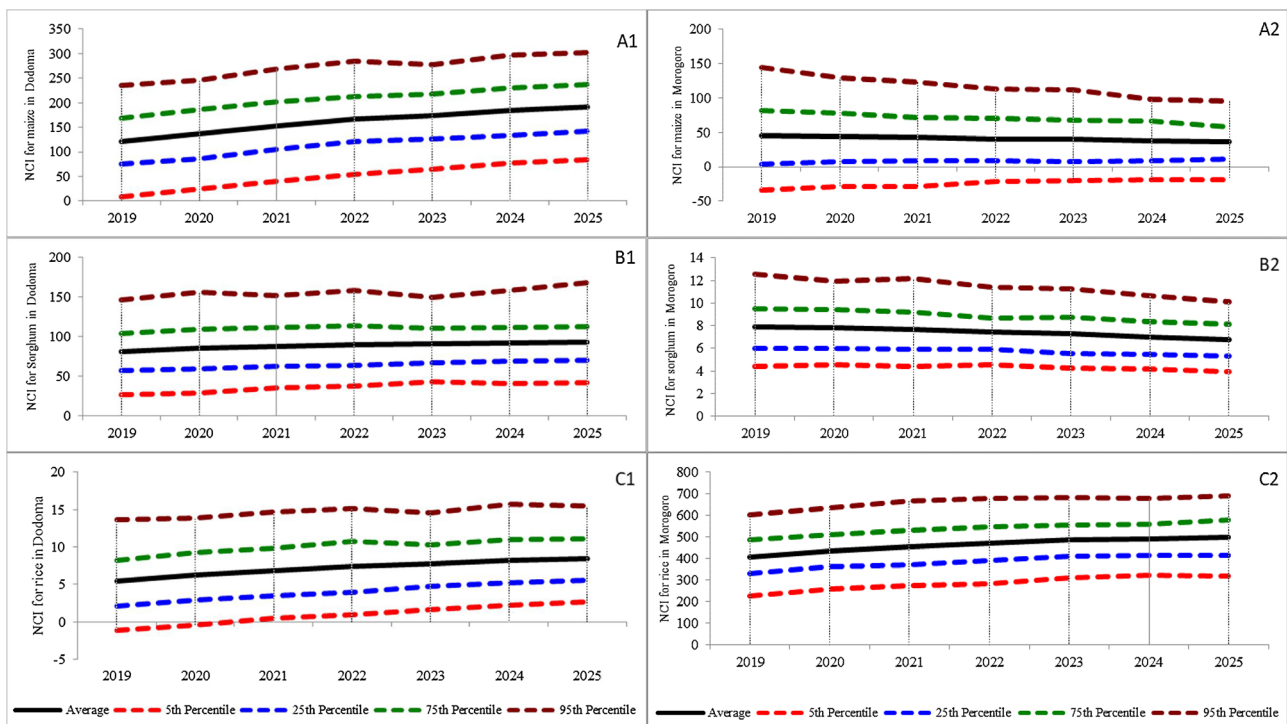 A1
NCI for maize in Dodoma
350
300
250
200
150
100
50
0
2019 2020 2021 2022 2023 2024 2025
A2
NCI for maize in Morogoro
200
150
100
50
0
-50
2019 2020 2021 2022 2023 2024 2025
B1
NCI for Sorghum in Dodoma
200
150
100
50
0
2019 2020 2021 2022 2023 2024 2025
B2
NCI for sorghum in Morogoro
14
12
10
8
6
4
2
0
2019 2020 2021 2022 2023 2024 2025
C1
NCI for rice in Dodoma
20
15
10
5
0
-5
2019 2020 2021 2022 2023 2024 2025
Average 5th Percentile 25th Percentile 75th Percentile 95th Percentile
C2
NCI for rice in Morogoro
800
700
600
500
400
300
200
100
0
2019 2020 2021 2022 2023 2024 2025
Average 5th Percentile 25th Percentile 75th Percentile 95th Percentile